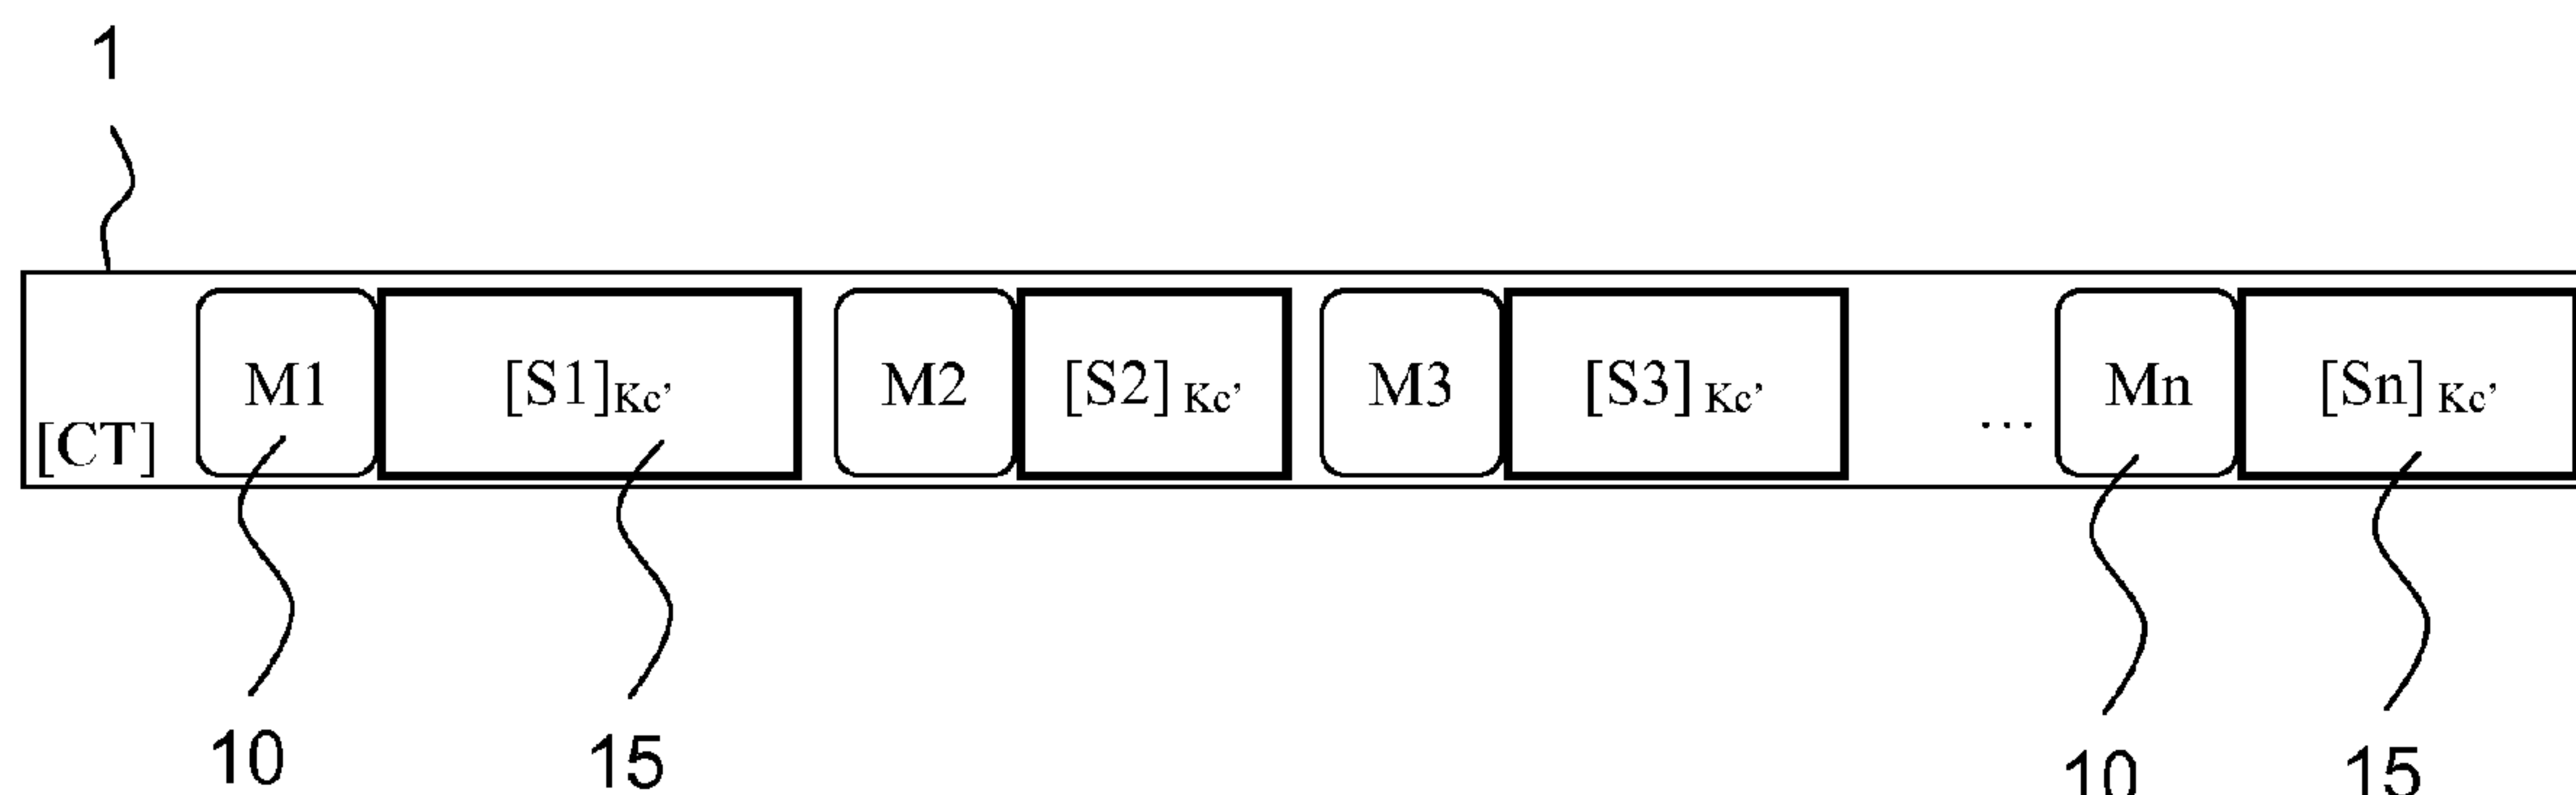 1
[CT] M1 [S1]Kc’ M2 [S2] Kc’ M3 [S3] Kc’ ... Mn [Sn] Kc’
10 15 10 15